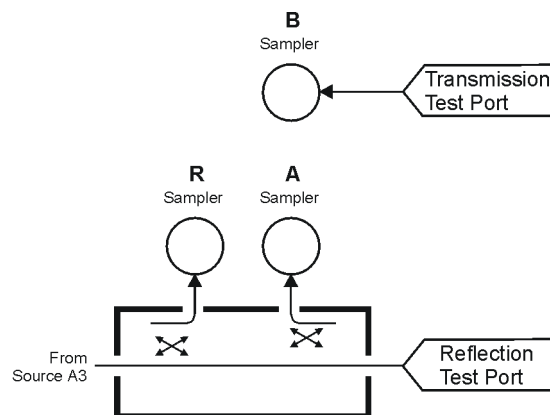 B
Sampler
Transmission
Test Port
R
Sampler
A
Sampler
From
Source A3
Reflection
Test Port